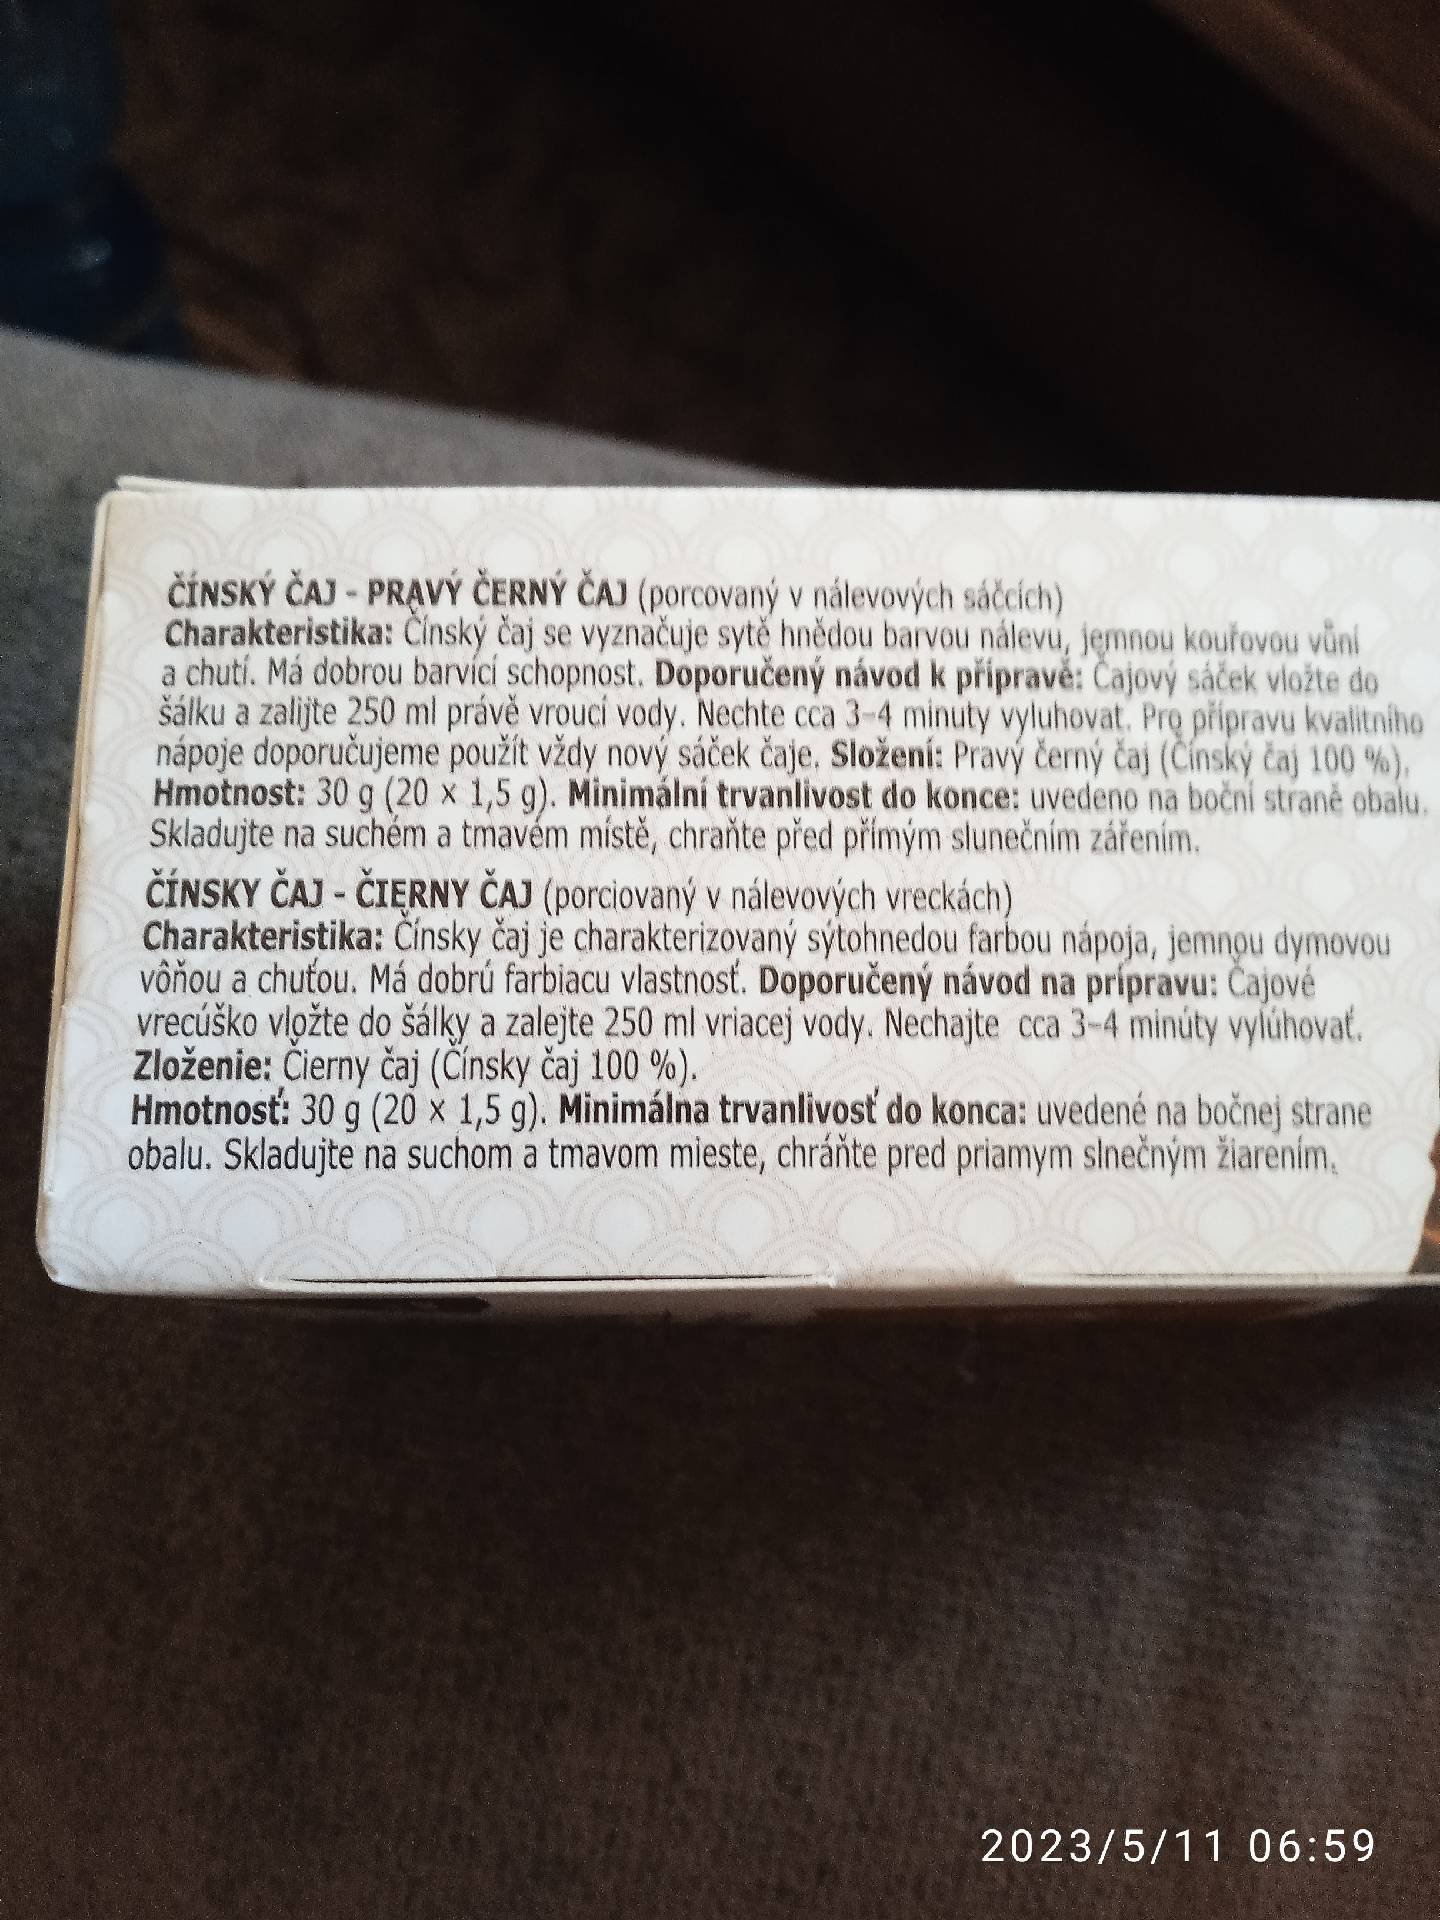 ČÍNSKÝ ČAJ - PRAVÝ ČERNÝ ČAJ (porcovaný v nálevových sáčcích)
Charakteristika: Čínský čaj se vyznačuje sytě hnědou barvou nálevu, jemnou kouřovou vůní
a chutí. Má dobrou barvící schopnost. Doporučený návod k přípravě: Čajový sáček vložte do
šálku a zalijte 250 ml právě vroucí vody. Nechte cca 3-4 minuty vyluhovat. Pro přípravu kvalitního
nápoje doporučujeme použít vždy nový sáček čaje. Složení: Pravý černý čaj (Čínský čaj 100 %).
Hmotnost: 30 g (20 x 1,5 g). Minimální trvanlivost do konce: uvedeno na boční straně obalu.
Skladujte na suchém a tmavém místě, chraňte před přímým slunečním zářením.
ČÍNSKY ČAJ - ČIERNY ČAJ (porciovaný v nálevových vreckách)
Charakteristika: Čínsky čaj je charakterizovaný sýtohnedou farbou nápoja, jemnou dymovou
vôňou a chuťou. Má dobrú farbiacu vlastnosť. Doporučený návod na prípravu: Čajové
vrecúško vložte do šálky a zalejte 250 ml vriacej vody. Nechajte cca 3-4 minúty vylúhovať.
Zloženie: Čierny čaj (Čínsky čaj 100 %).
Hmotnosť: 30 g (20 x 1,5 g). Minimálna trvanlivosť do konca: uvedené na bočnej strane
obalu. Skladujte na suchom a tmavom mieste, chráňte pred priamym slnečným žiarením.
2023/5/11 06:59